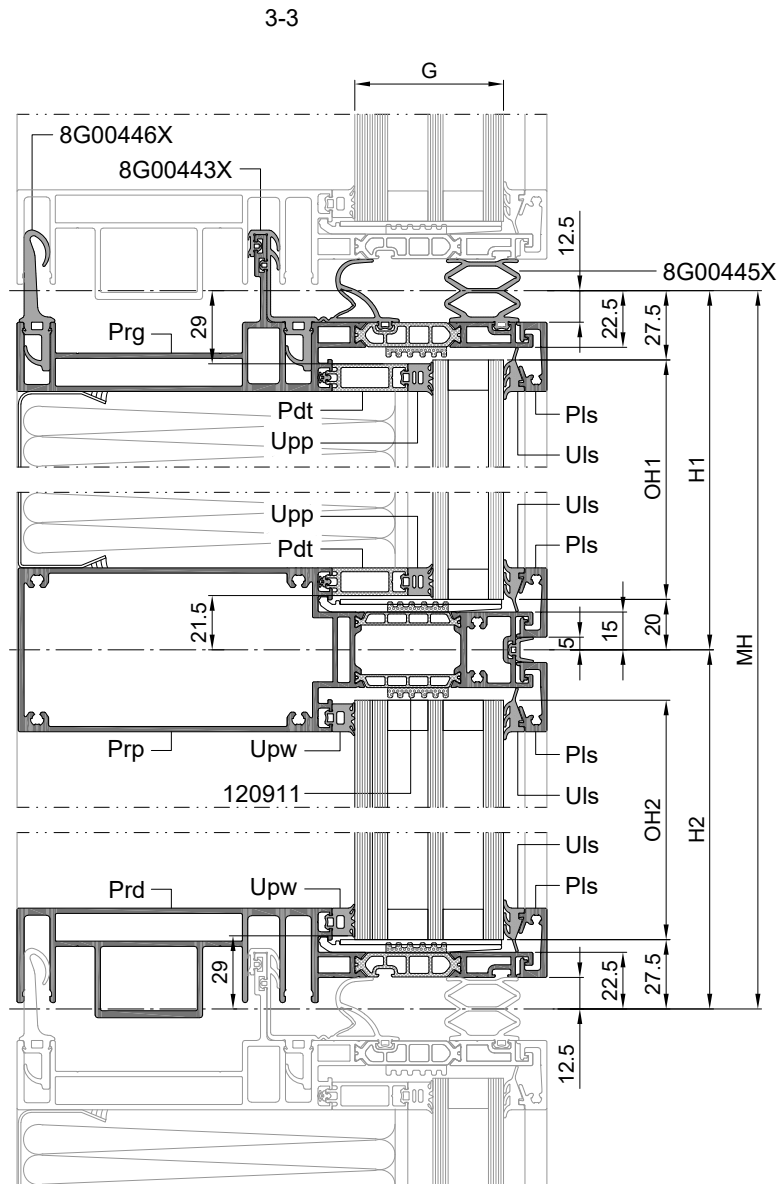 3-3
G
8G00446X
8G00443X
12.5
8G00445X
22.5
27.5
29
Prg
Pdt
Pls
Upp
Uls
OH1
H1
Upp
Uls
Pdt
Pls
21.5
5
15
20
MH
Prp
Upw
Pls
120911
Uls
OH2
H2
Uls
Prd
Upw
Pls
29
22.5
27.5
12.5